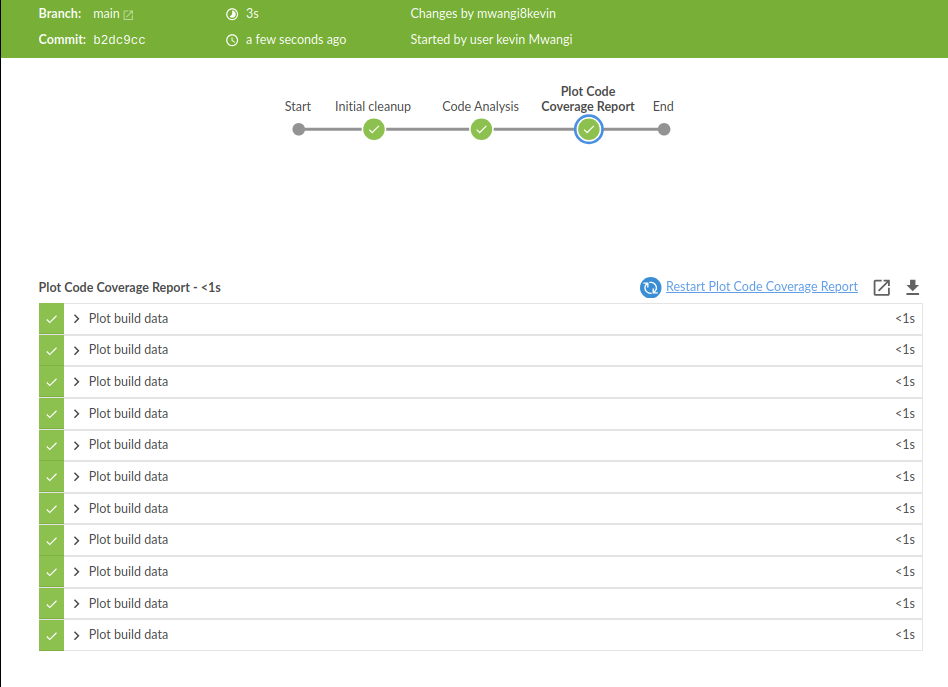 Branch: main 3s Changes by mwangi8kevin
Commit: b2dc9cc a few seconds ago Started by user kevin Mwangi
Start Initial cleanup Code Analysis Plot Code Coverage Report End
Plot Code Coverage Report - <1s Restart Plot Code Coverage Report
Plot build data <1s
Plot build data <1s
Plot build data <1s
Plot build data <1s
Plot build data <1s
Plot build data <1s
Plot build data <1s
Plot build data <1s
Plot build data <1s
Plot build data <1s
Plot build data <1s